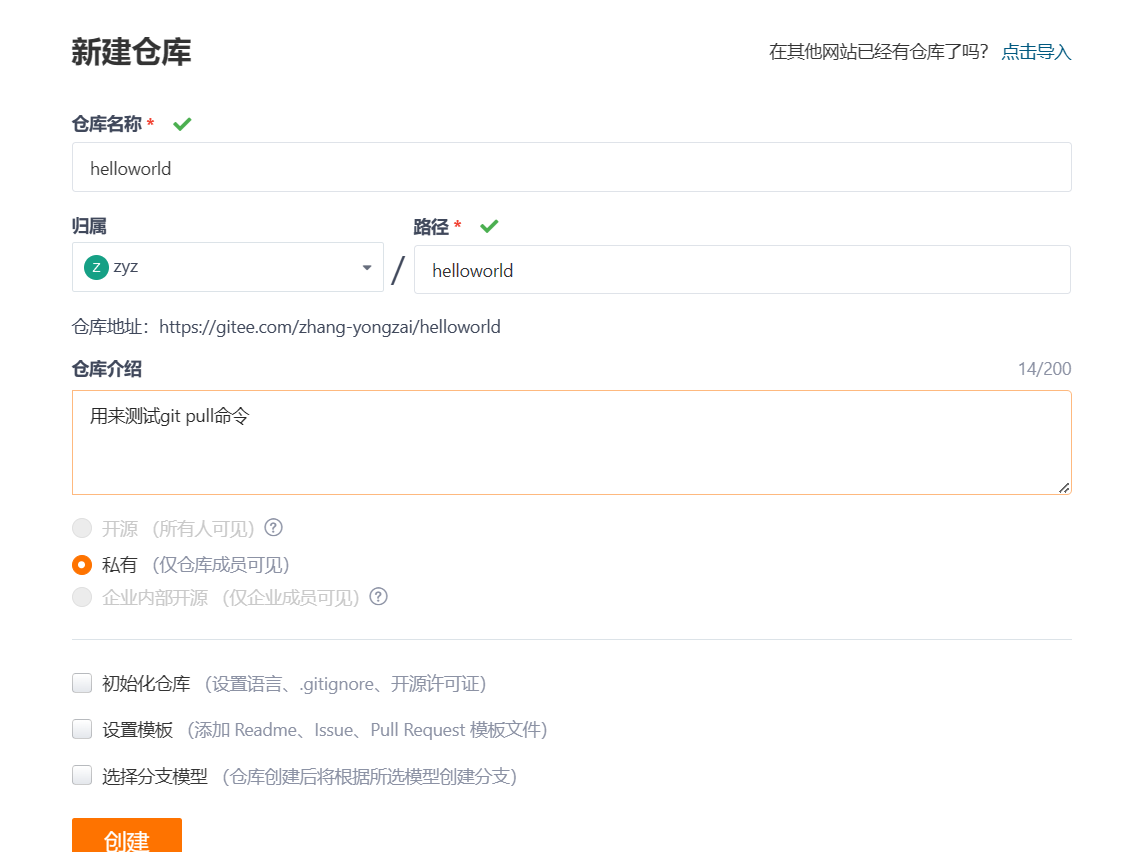 新建仓库
在其他网站已经有仓库了吗? 点击导入
仓库名称 *
helloworld
归属
路径 *
z zyz
/
helloworld
仓库地址：https://gitee.com/zhang-yongzai/helloworld
仓库介绍
14/200
用来测试git pull命令
开源 （所有人可见） ?
私有 （仅仓库成员可见）
企业内部开源 （仅企业成员可见） ?
初始化仓库 （设置语言、.gitignore、开源许可证）
设置模板 （添加 Readme、Issue、Pull Request 模板文件）
选择分支模型 （仓库创建后将根据所选模型创建分支）
创建